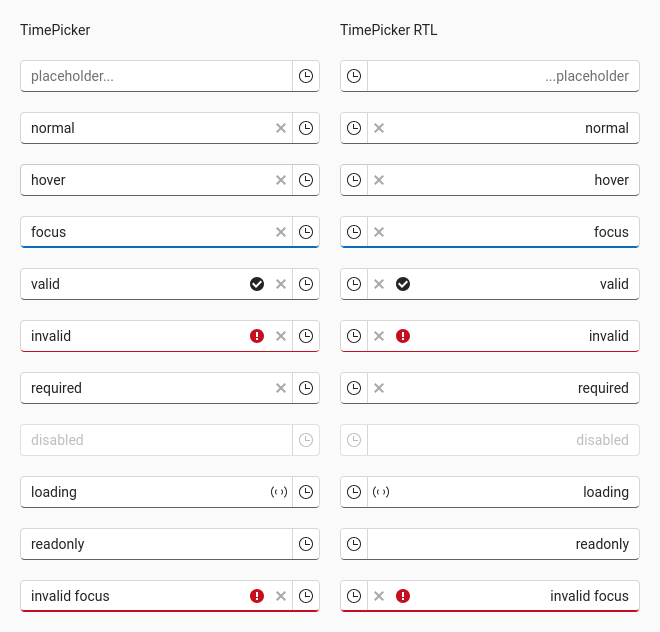 TimePicker
TimePicker RTL
placeholder...
...placeholder
normal
normal
hover
hover
focus
focus
valid
valid
invalid
invalid
required
required
disabled
disabled
loading
loading
readonly
readonly
invalid focus
invalid focus